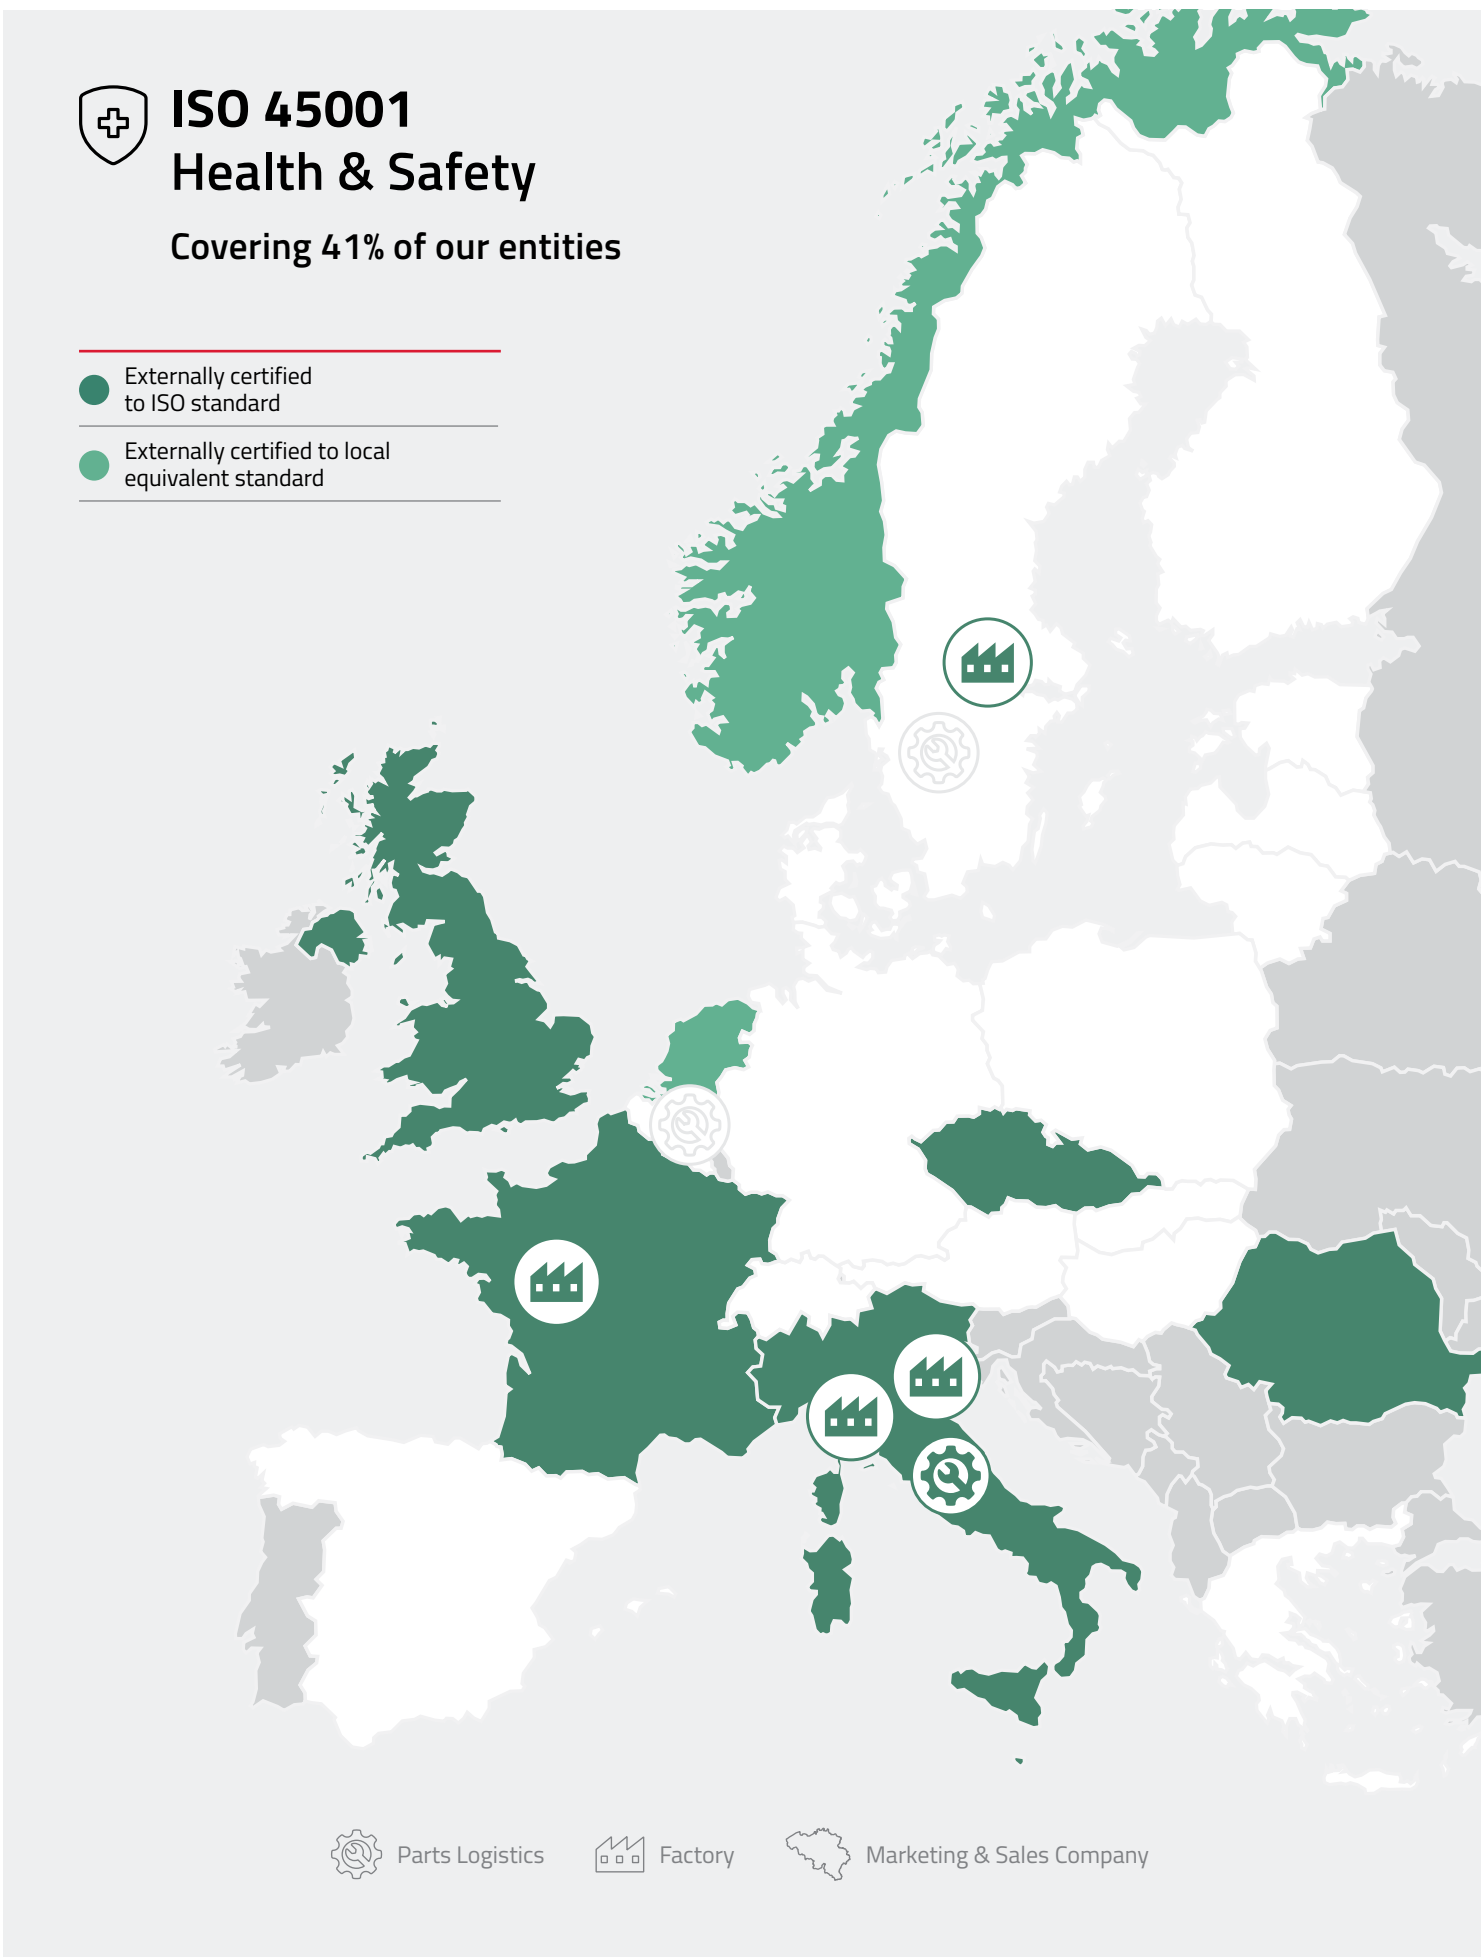 ISO 45001
Health & Safety
Covering 41% of our entities
Externally certified
to ISO standard
Externally certified to local
equivalent standard
Parts Logistics
Factory
Marketing & Sales Company